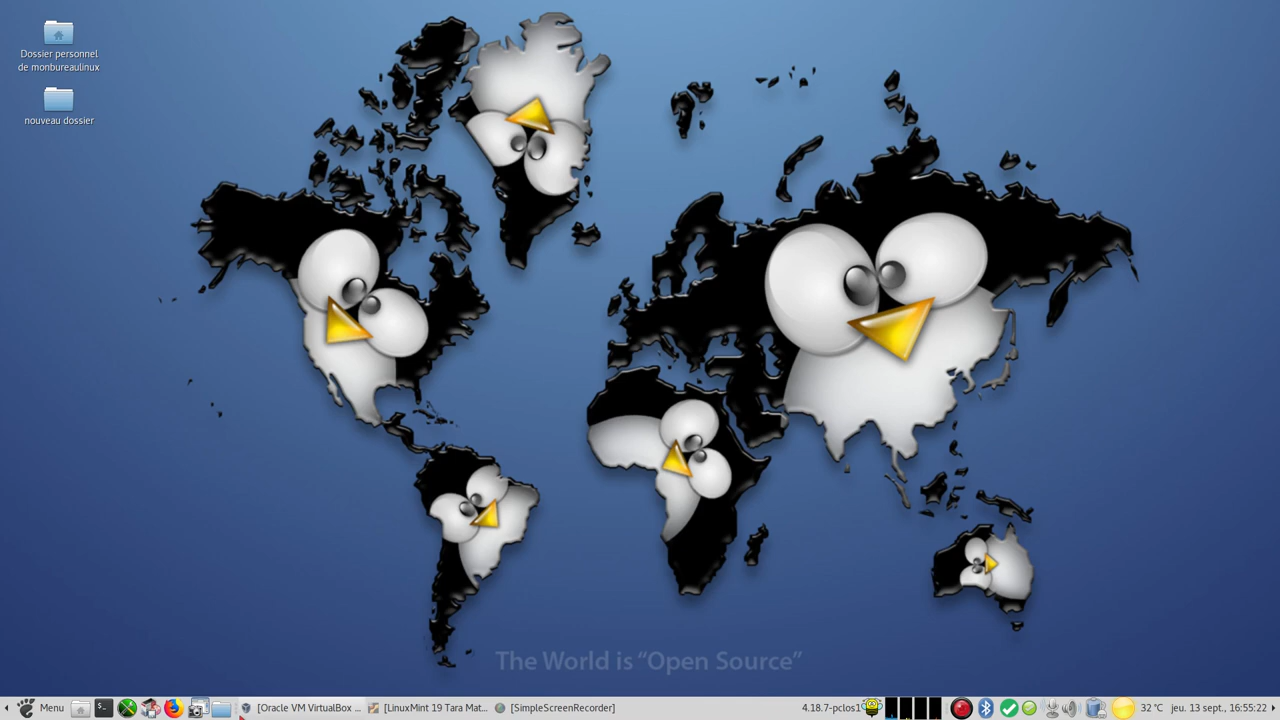 Dossier personnel
de monbureaulinux
nouveau dossier
The World is “Open Source”
Menu
[Oracle VM VirtualBox ...
[LinuxMint 19 Tara Mat...
[SimpleScreenRecorder]
4.18.7-pclos1
32 °C
jeu. 13 sept., 16:55:22